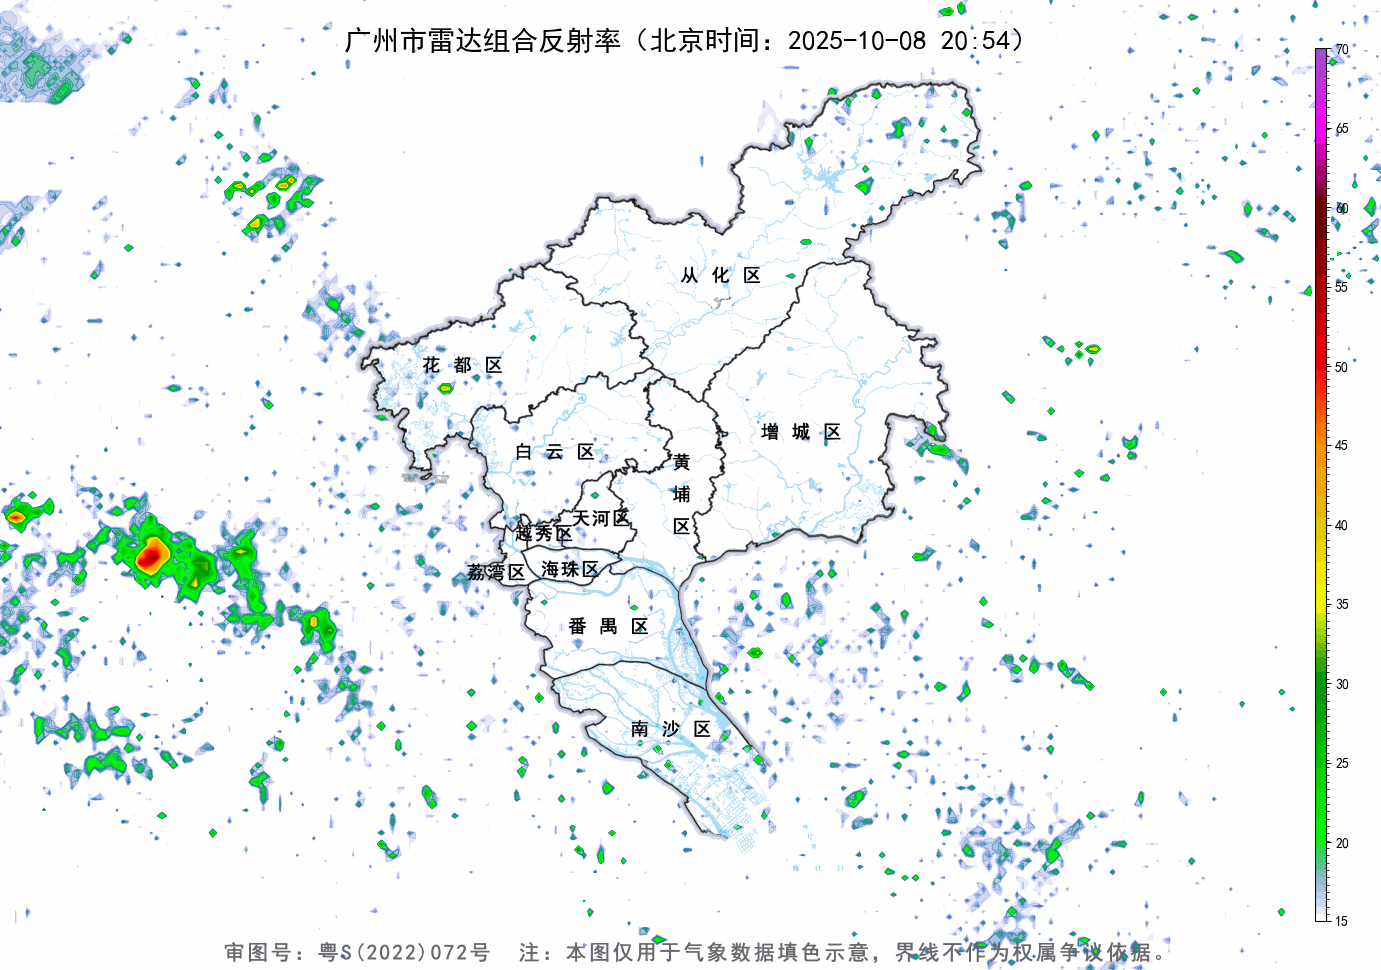 广州市雷达组合反射率（北京时间：2025-10-08 20:54）
70
65
60
55
50
45
40
35
30
25
20
15
从化区
花都区
增城区
白云区
黄埔区
天河区
越秀区
荔湾区
海珠区
番禺区
南沙区
审图号：粤S(2022)072号 注：本图仅用于气象数据填色示意，界线不作为权属争议依据。